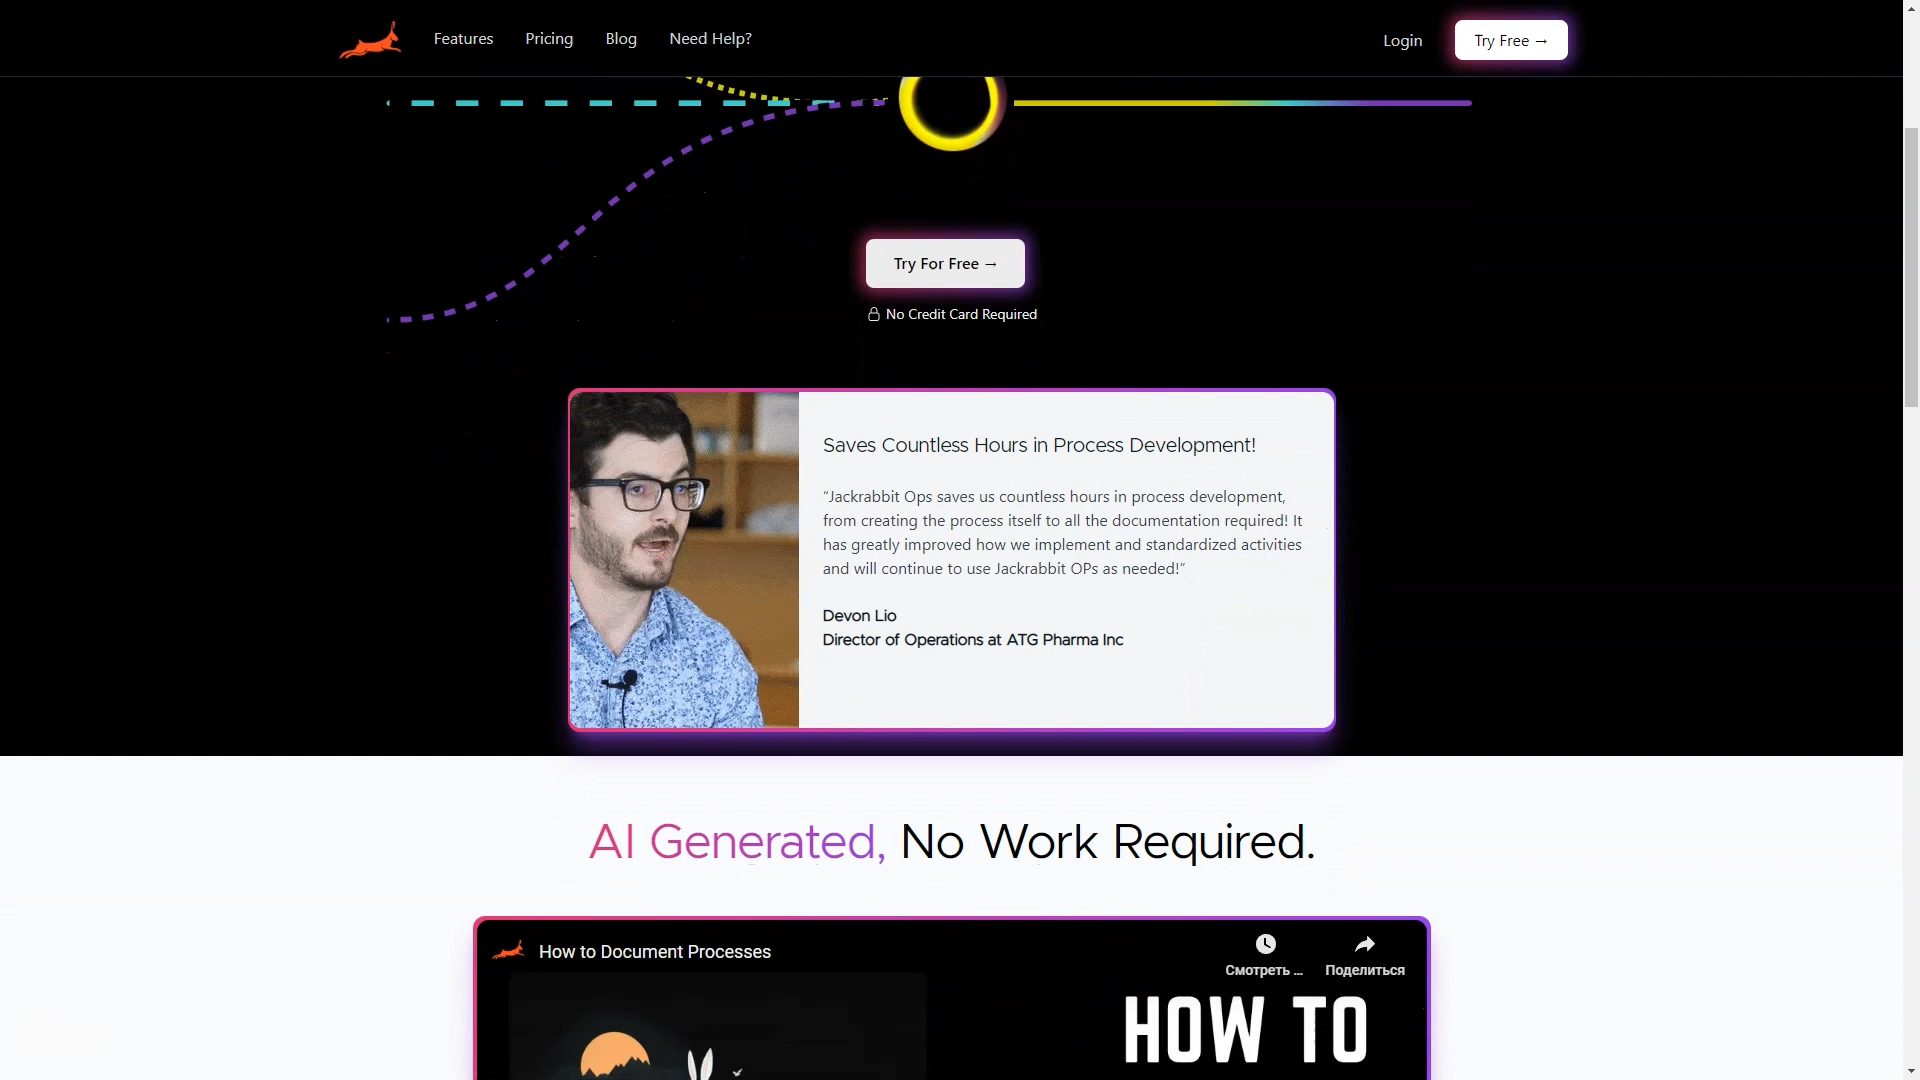 Features
Pricing
Blog
Need Help?
Login
Try Free →
Try For Free →
No Credit Card Required
Saves Countless Hours in Process Development!
“Jackrabbit Ops saves us countless hours in process development,
from creating the process itself to all the documentation required! It
has greatly improved how we implement and standardized activities
and will continue to use Jackrabbit OPs as needed!”
Devon Lio
Director of Operations at ATG Pharma Inc
AI Generated, No Work Required.
How to Document Processes
Смотреть ...
Поделиться
HOW TO